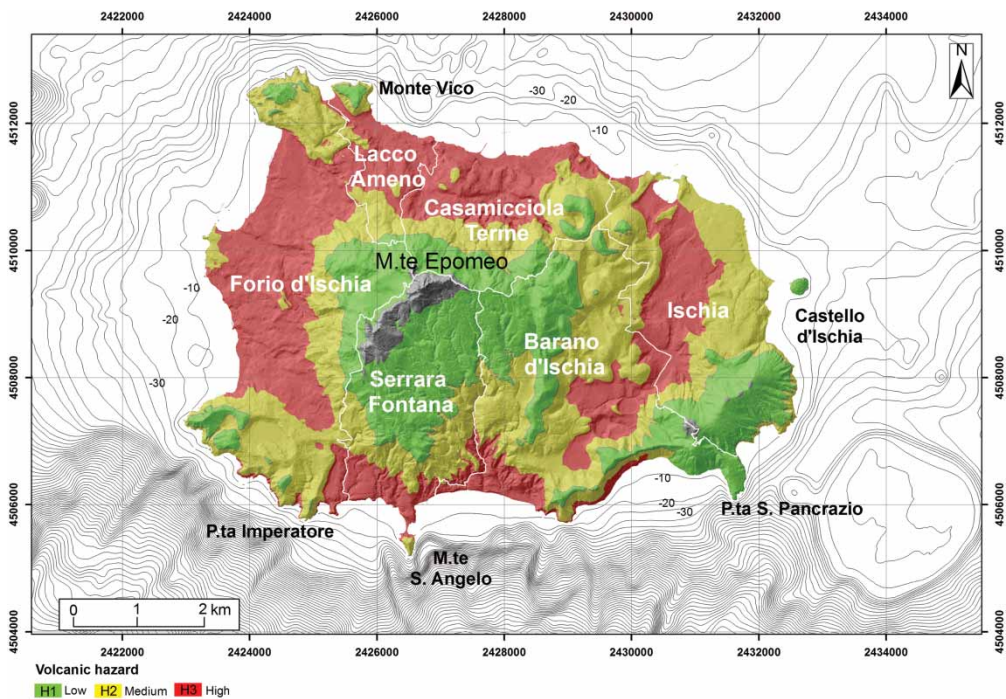 2422000 2424000 2426000 2428000 2430000 2432000 2434000
N
Monte Vico
-30
-20
-10
4512000 4512000
Lacco
Ameno
Casamicciola
Terme
4510000 4510000
M.te Epomeo
Forio d'Ischia
Ischia
Castello
d'Ischia
-10
-20
-30
Barano
d'Ischia
Serrara
Fontana
4508000 4508000
-10
-20
-30
4506000 4506000
P.ta S. Pancrazio
P.ta Imperatore
M.te
S. Angelo
0 1 2 km
4504000 4504000
2422000 2424000 2426000 2428000 2430000 2432000 2434000
Volcanic hazard
H1 Low H2 Medium H3 High